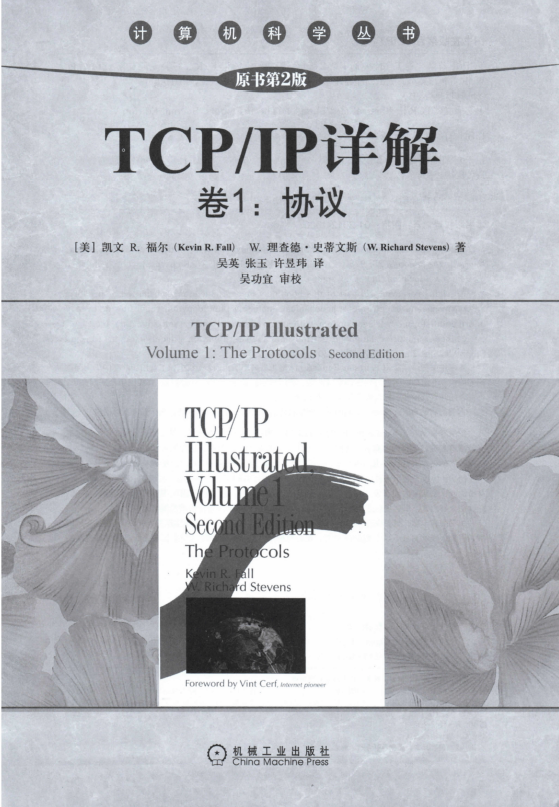 计算机科学丛书
原书第2版
TCP/IP详解
卷1：协议
[美] 凯文 R. 福尔（Kevin R. Fall） W. 理查德·史蒂文斯（W. Richard Stevens）著
吴英 张玉 许昱玮 译
吴功宜 审校
TCP/IP Illustrated
Volume 1: The Protocols Second Edition
TCP/IP
Illustrated,
Volume 1
Second Edition
The Protocols
Kevin R. Fall
W. Richard Stevens
Foreword by Vint Cerf, Internet pioneer
机械工业出版社
China Machine Press